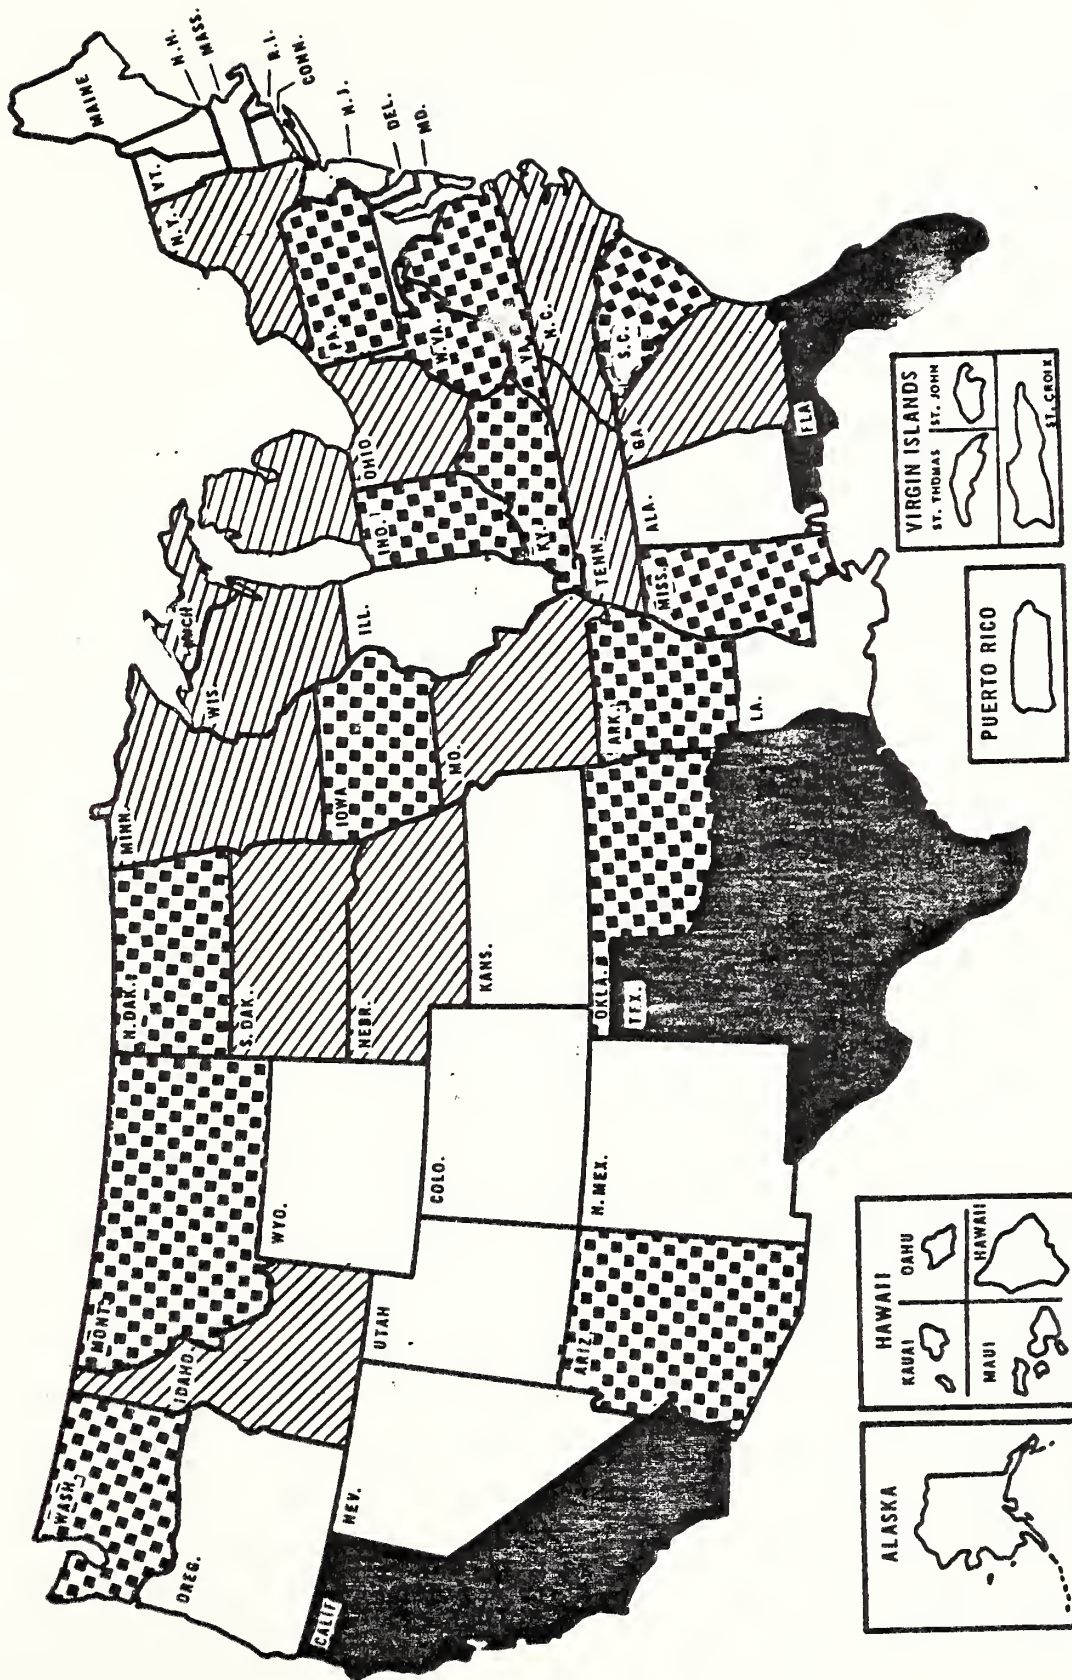 WASH.
OREG.
CALIF
NEV.
IDAHO
MONT.
WYO.
UTAH
ARIZ
COLO.
N. MEX.
N. DAK.
S. DAK.
NEBR.
KANS.
OKLA.
TEX.
MINN.
IOWA
MO.
ARK.
LA.
WIS.
ILL.
MICH
IND.
OHIO
KY.
TENN.
MISS.
ALA.
GA.
FLA
S.C.
N.C.
VA.
W.VA.
PA.
N.Y.
VT.
MAINE
N.H.
MASS.
R.I.
CONN.
N.J.
DEL.
MD.
ALASKA
HAWAII
KAUAI
OAHU
MAUI
HAWAII
PUERTO RICO
VIRGIN ISLANDS
ST. THOMAS
ST. JOHN
ST. CROIX